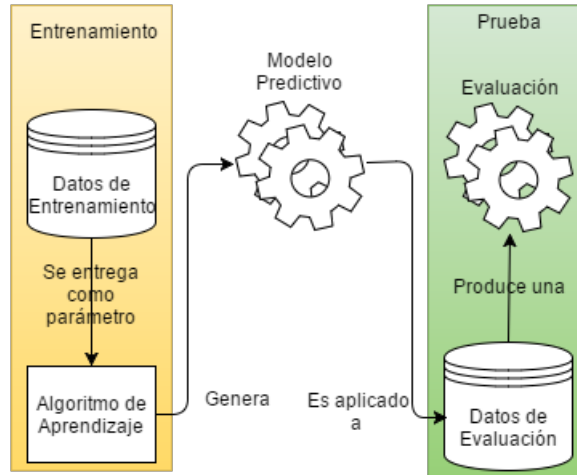 Entrenamiento
Datos de
Entrenamiento
Se entrega
como
parámetro
Algoritmo de
Aprendizaje
Genera
Modelo
Predictivo
Es aplicado
a
Prueba
Evaluación
Produce una
Datos de
Evaluación